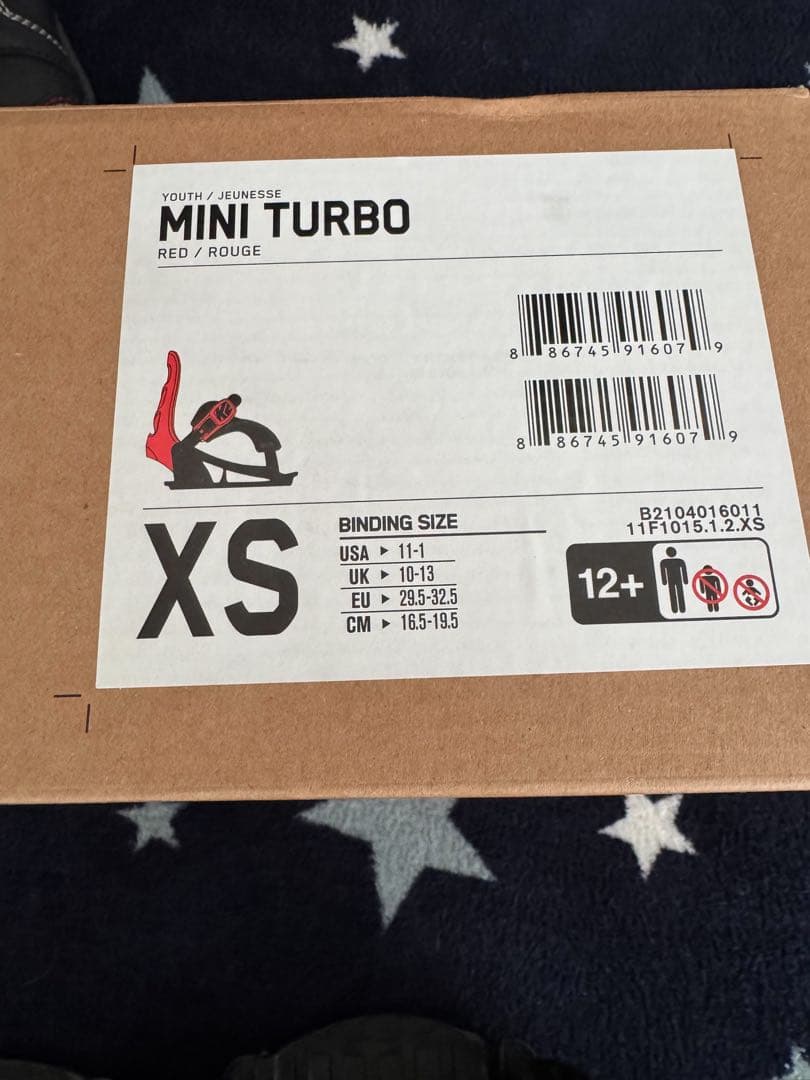 YOUTH / JEUNESSE
MINI TURBO
RED / ROUGE
8 86745 91607 9
8 86745 91607 9
XS
BINDING SIZE
USA ▶ 11-1
UK ▶ 10-13
EU ▶ 29.5-32.5
CM ▶ 16.5-19.5
B2104016011
11F1015.1.2.XS
12+